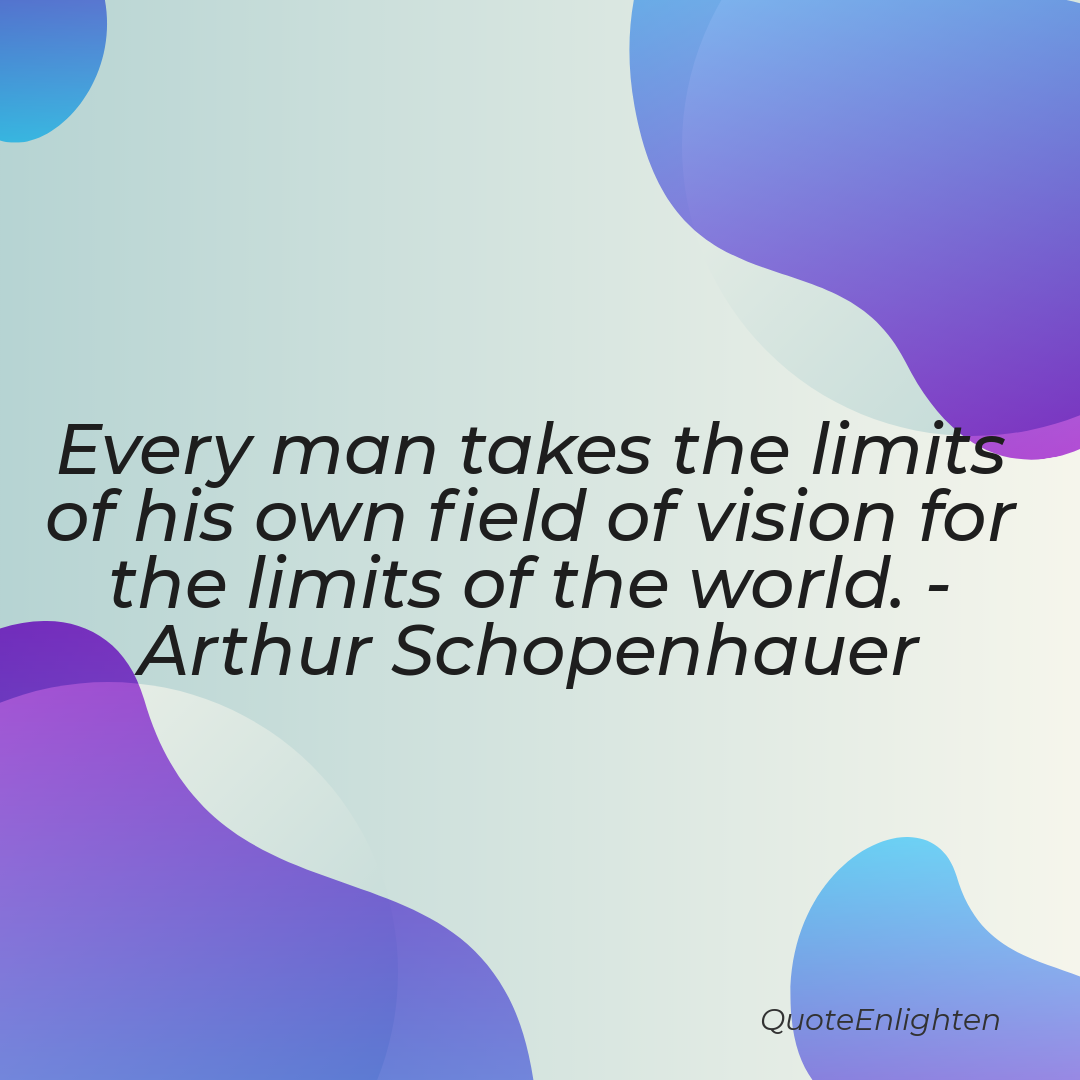 Every man takes the limits
of his own field of vision for
the limits of the world. -
Arthur Schopenhauer
QuoteEnlighten